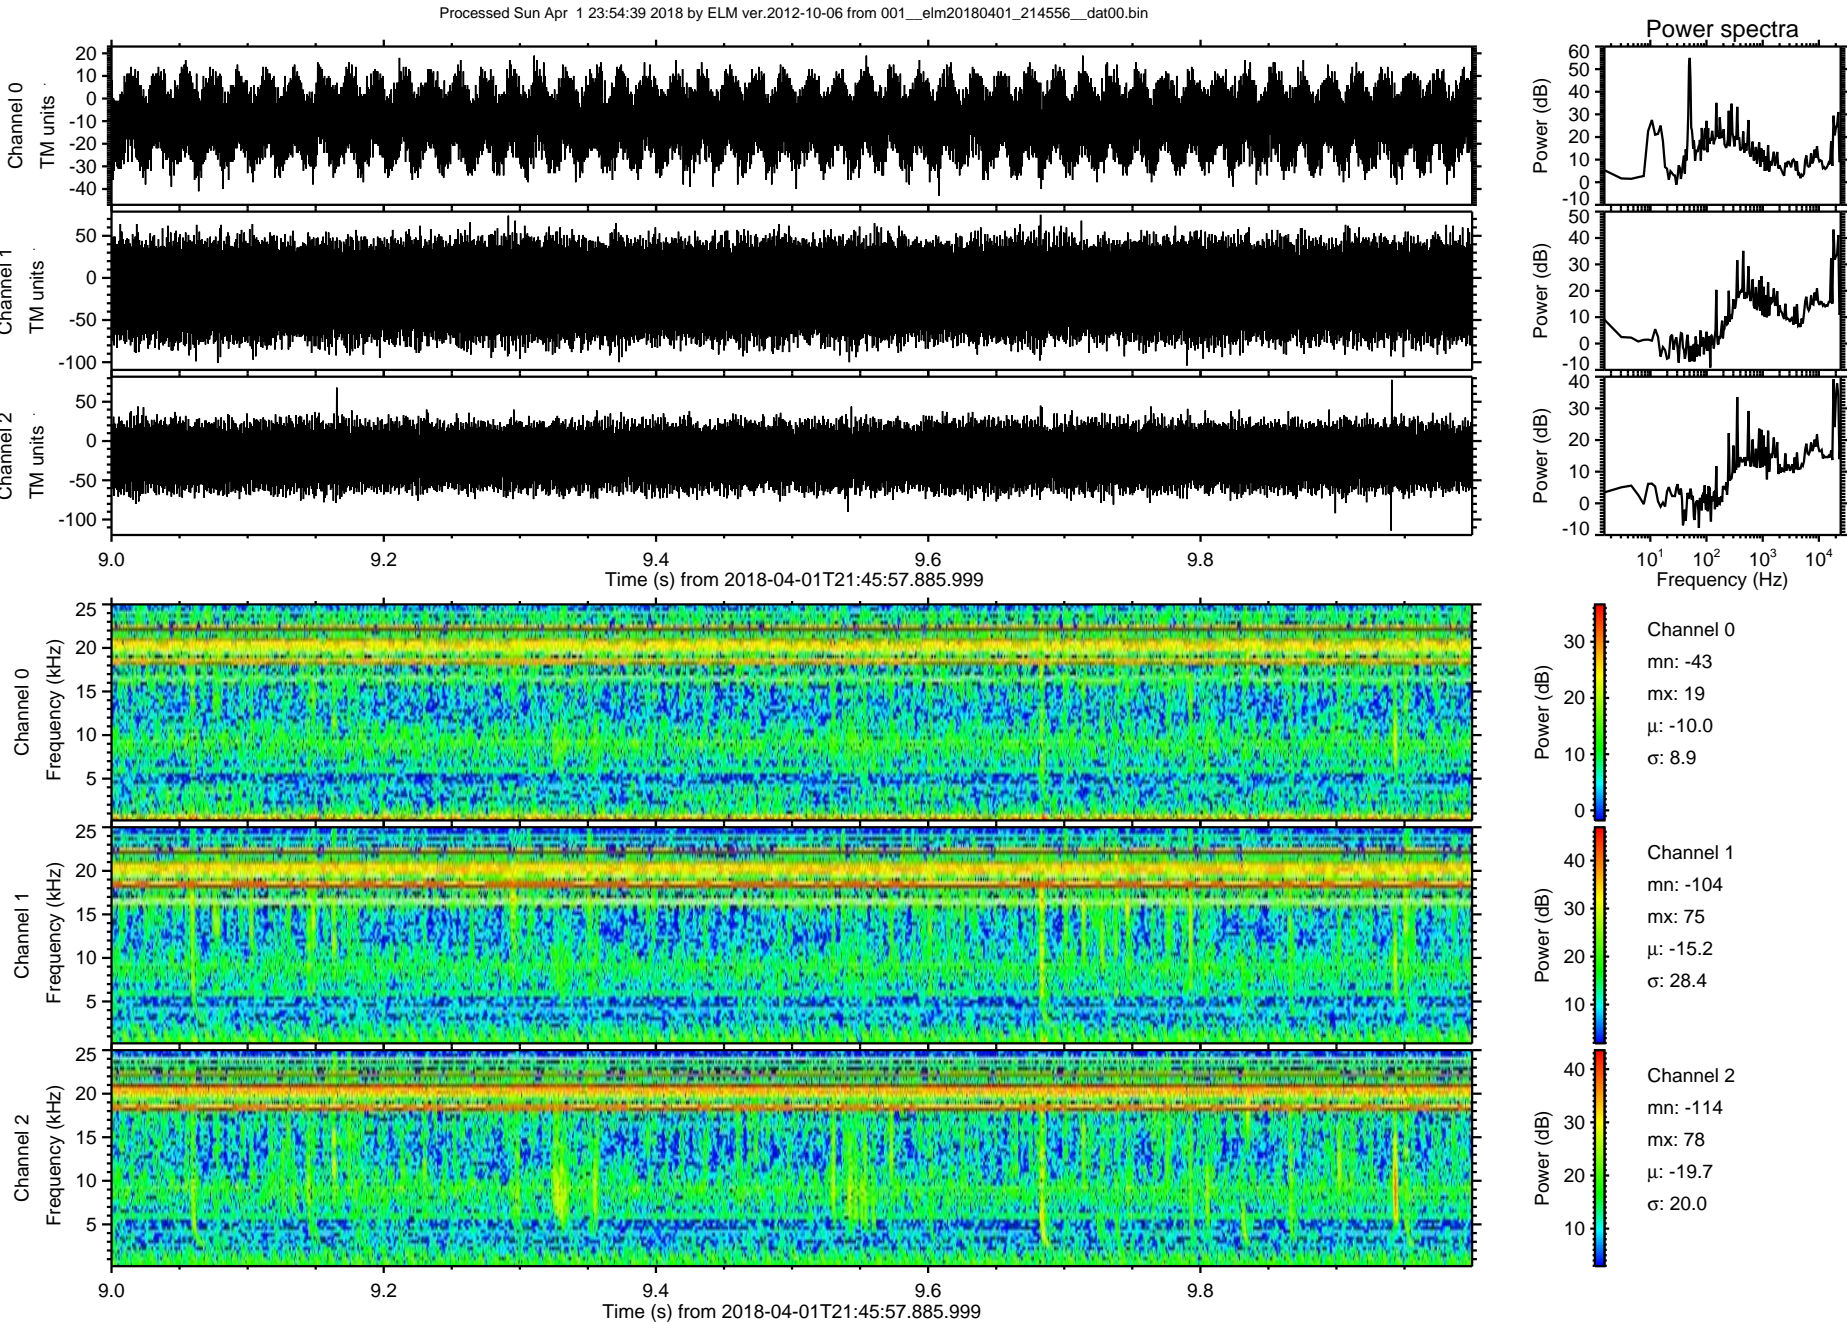 Processed Sun Apr 1 23:54:39 2018 by ELM ver.2012-10-06 from 001__elm20180401_214556__dat00.bin
Power spectra
Channel 0
TM units
20
10
0
-10
-20
-30
-40
Power (dB)
60
50
40
30
20
10
0
-10
Channel 1
TM units
50
0
-50
-100
Power (dB)
50
40
30
20
10
0
-10
Channel 2
TM units
50
0
-50
-100
Power (dB)
40
30
20
10
0
-10
9.0 9.2 9.4 9.6 9.8
Time (s) from 2018-04-01T21:45:57.885.999
10^1 10^2 10^3 10^4
Frequency (Hz)
Channel 0
Frequency (kHz)
25
20
15
10
5
Power (dB)
30
20
10
0
Channel 0
mn: -43
mx: 19
μ: -10.0
σ: 8.9
Channel 1
Frequency (kHz)
25
20
15
10
5
Power (dB)
40
30
20
10
Channel 1
mn: -104
mx: 75
μ: -15.2
σ: 28.4
Channel 2
Frequency (kHz)
25
20
15
10
5
Power (dB)
40
30
20
10
Channel 2
mn: -114
mx: 78
μ: -19.7
σ: 20.0
9.0 9.2 9.4 9.6 9.8
Time (s) from 2018-04-01T21:45:57.885.999